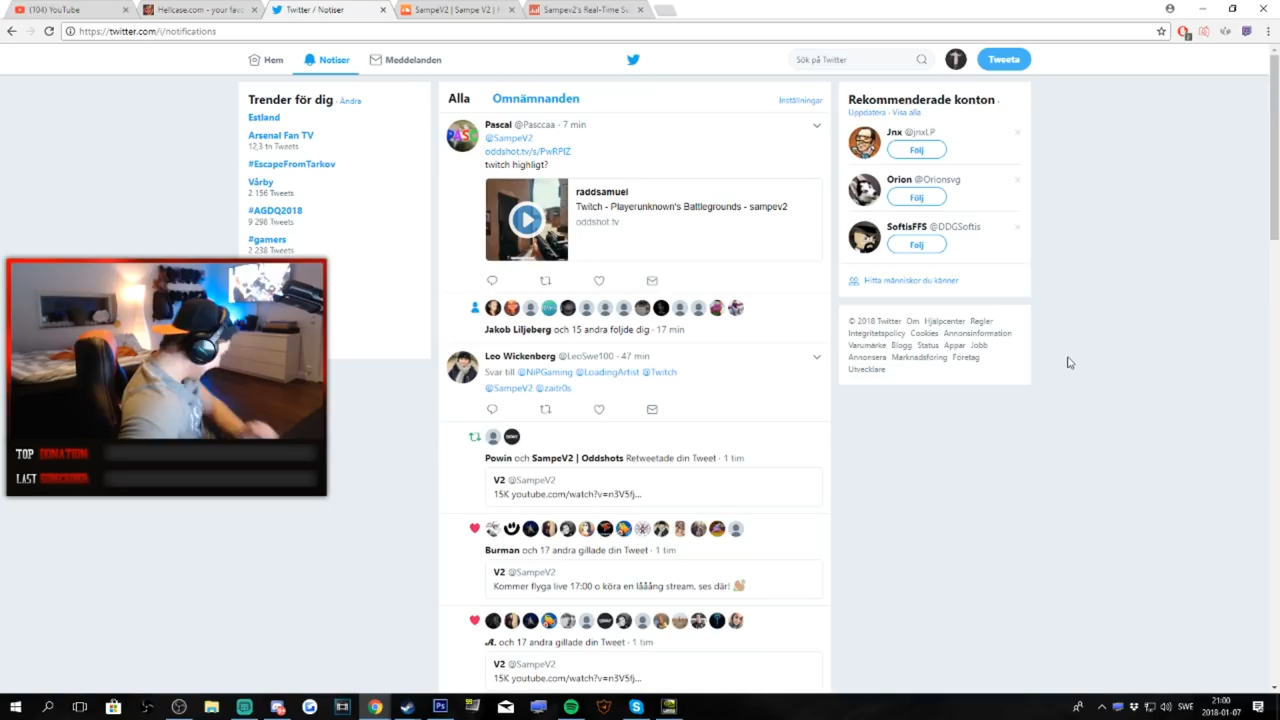 (104) YouTube
Hellcase.com - your favo
Twitter / Notiser
SampeV2 | Sampe V2 | F
Sampev2's Real-Time Su
https://twitter.com/i/notifications
Hem
Notiser
Meddelanden
Sök på Twitter
Tweeta
Trender för dig · Ändra
Estland
Arsenal Fan TV
12,3 tn Tweets
#EscapeFromTarkov
Vårby
2 156 Tweets
#AGDQ2018
9 298 Tweets
#gamers
2 238 Tweets
TOP DONATION
LAST
Alla
Omnämnanden
Inställningar
Pascal @Pasccaa · 7 min
@SampeV2
oddshot.tv/s/PwRPIZ
twitch highligt?
raddsamuel
Twitch - Playerunknown's Battlegrounds - sampev2
oddshot.tv
Jakob Liljeberg och 15 andra följde dig · 17 min
Leo Wickenberg @LeoSwe100 · 47 min
Svar till @NiPGaming @LoadingArtist @Twitch
@SampeV2 @zaitr0s
Powin och SampeV2 | Oddshots Retweetade din Tweet · 1 tim
V2 @SampeV2
15K youtube.com/watch?v=n3V5fj...
Burman och 17 andra gillade din Tweet · 1 tim
V2 @SampeV2
Kommer flyga live 17:00 o köra en lååång stream, ses där!
A. och 17 andra gillade din Tweet · 1 tim
V2 @SampeV2
15K youtube.com/watch?v=n3V5fj...
Rekommenderade konton ·
Uppdatera · Visa alla
Jnx @jnxLP
Följ
Orion @Orionsvg
Följ
SoftisFFS @DDGSoftis
Följ
Hitta människor du känner
© 2018 Twitter Om Hjälpcenter Regler
Integritetspolicy Cookies Annonsinformation
Varumärke Blogg Status Appar Jobb
Annonsera Marknadsföring Företag
Utvecklare
SWE
21:00
2018-01-07